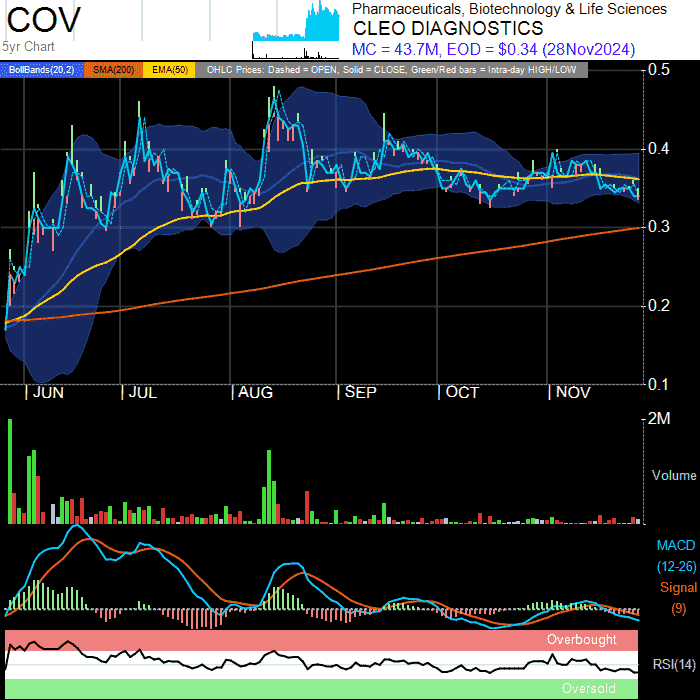 COV
5yr Chart
Pharmaceuticals, Biotechnology & Life Sciences
CLEO DIAGNOSTICS
MC = 43.7M, EOD = $0.34 (28Nov2024)
BollBands(20,2) SMA(200) EMA(50) OHLC Prices: Dashed = OPEN, Solid = CLOSE, Green/Red bars = Intra-day HIGH/LOW
0.5
0.4
0.3
0.2
0.1
JUN JUL AUG SEP OCT NOV
2M
Volume
MACD
(12-26)
Signal
(9)
Overbought
RSI(14)
Oversold